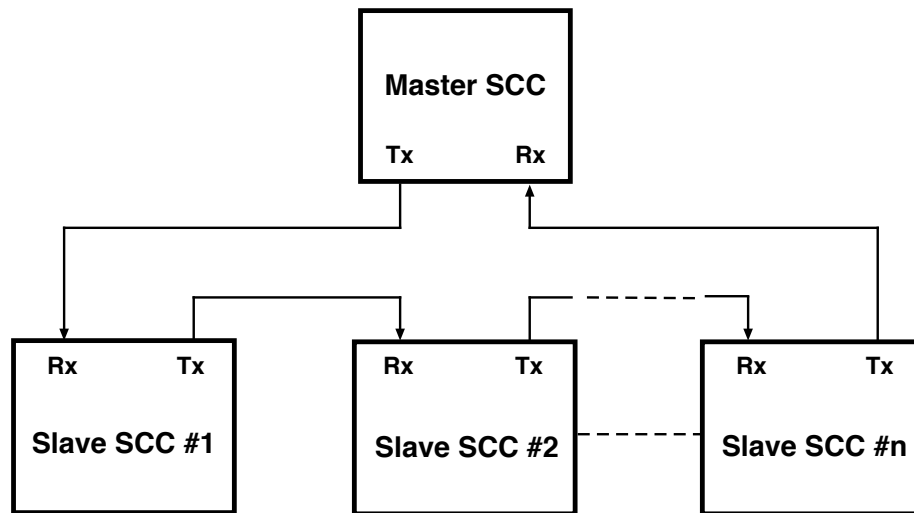 Master SCC
Tx Rx
Rx Tx
Rx Tx
Rx Tx
Slave SCC #1
Slave SCC #2
Slave SCC #n